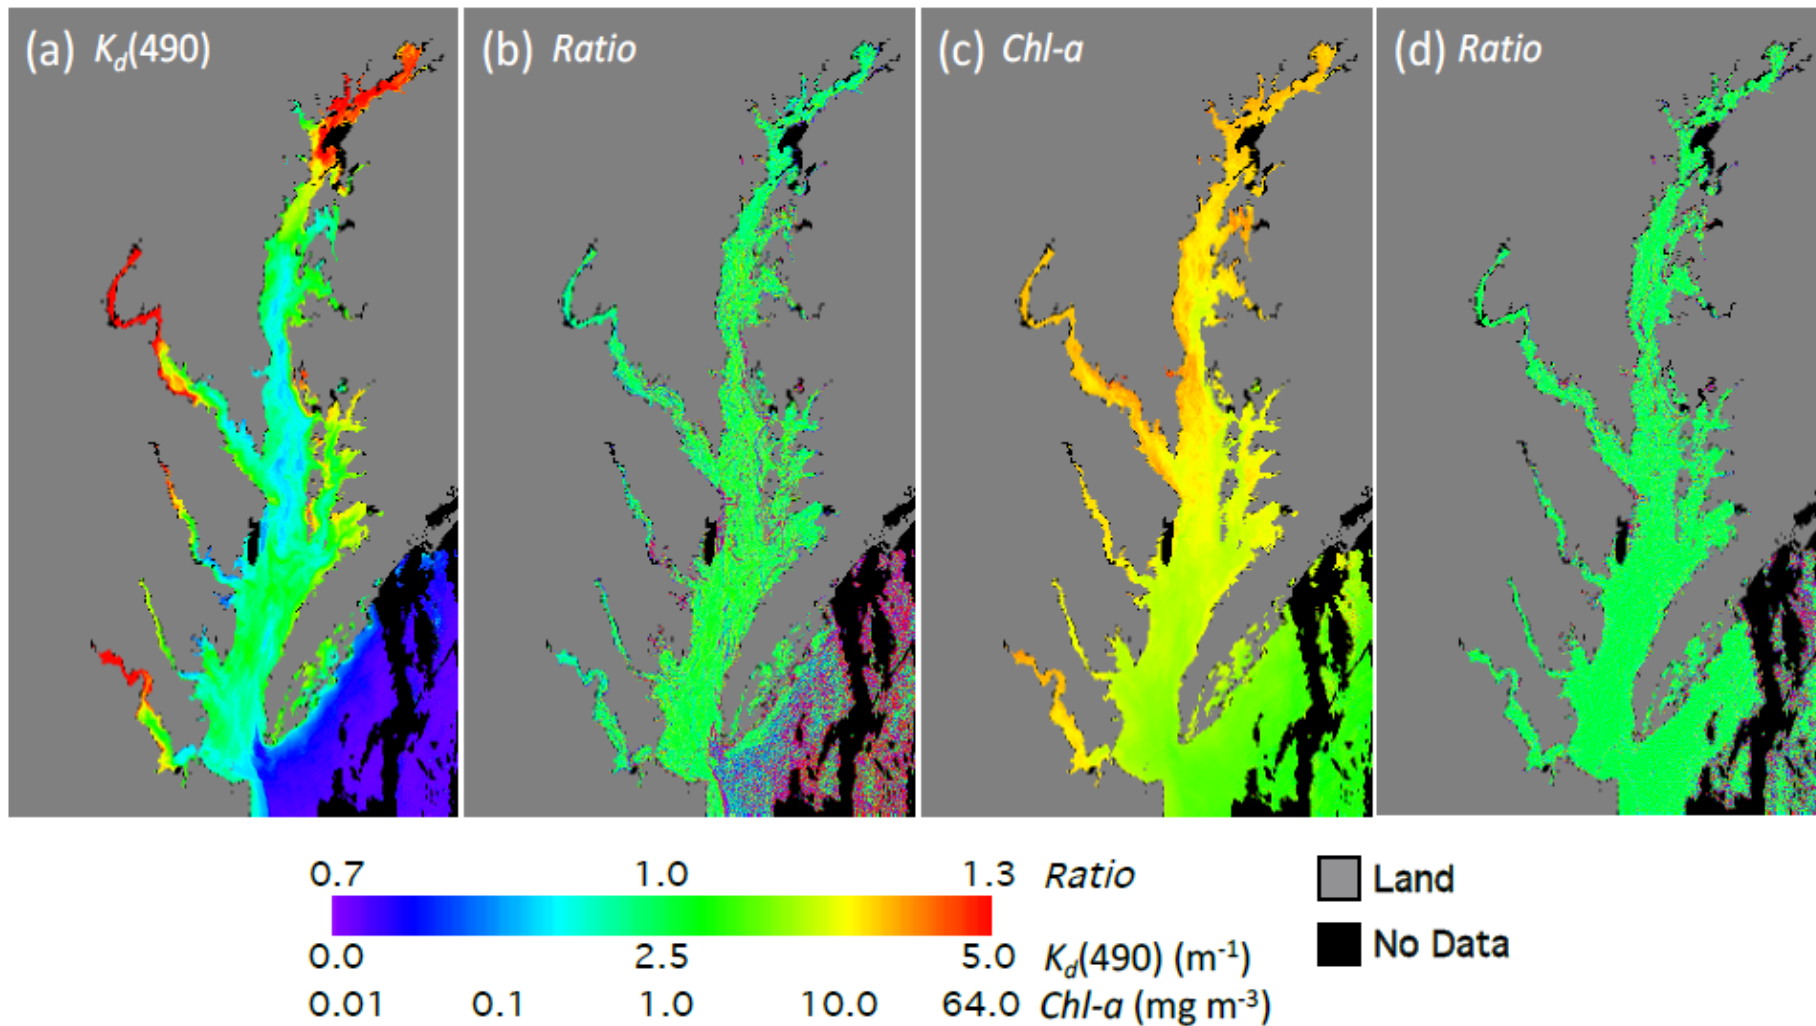 (a) Kd(490)
(b) Ratio
(c) Chl-a
(d) Ratio
0.7 1.0 1.3 Ratio
0.0 2.5 5.0 Kd(490) (m-1)
0.01 0.1 1.0 10.0 64.0 Chl-a (mg m-3)
Land
No Data